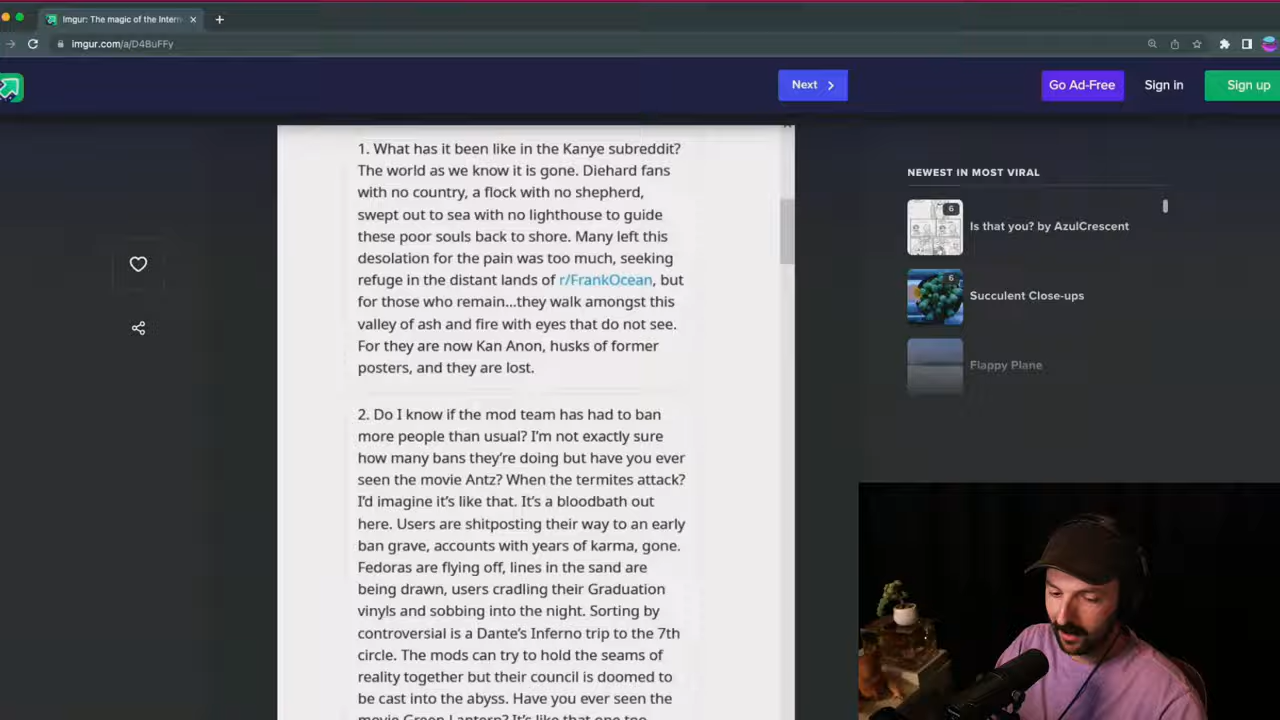 Imgur: The magic of the Intern
imgur.com/a/D4BuFFy
Next
Go Ad-Free
Sign in
Sign up
1. What has it been like in the Kanye subreddit?
The world as we know it is gone. Diehard fans
with no country, a flock with no shepherd,
swept out to sea with no lighthouse to guide
these poor souls back to shore. Many left this
desolation for the pain was too much, seeking
refuge in the distant lands of r/FrankOcean, but
for those who remain...they walk amongst this
valley of ash and fire with eyes that do not see.
For they are now Kan Anon, husks of former
posters, and they are lost.
2. Do I know if the mod team has had to ban
more people than usual? I'm not exactly sure
how many bans they're doing but have you ever
seen the movie Antz? When the termites attack?
I'd imagine it's like that. It's a bloodbath out
here. Users are shitposting their way to an early
ban grave, accounts with years of karma, gone.
Fedoras are flying off, lines in the sand are
being drawn, users cradling their Graduation
vinyls and sobbing into the night. Sorting by
controversial is a Dante's Inferno trip to the 7th
circle. The mods can try to hold the seams of
reality together but their council is doomed to
be cast into the abyss. Have you ever seen the
movie Green Lantern? It's like that one too
NEWEST IN MOST VIRAL
6
Is that you? by AzulCrescent
6
Succulent Close-ups
Flappy Plane